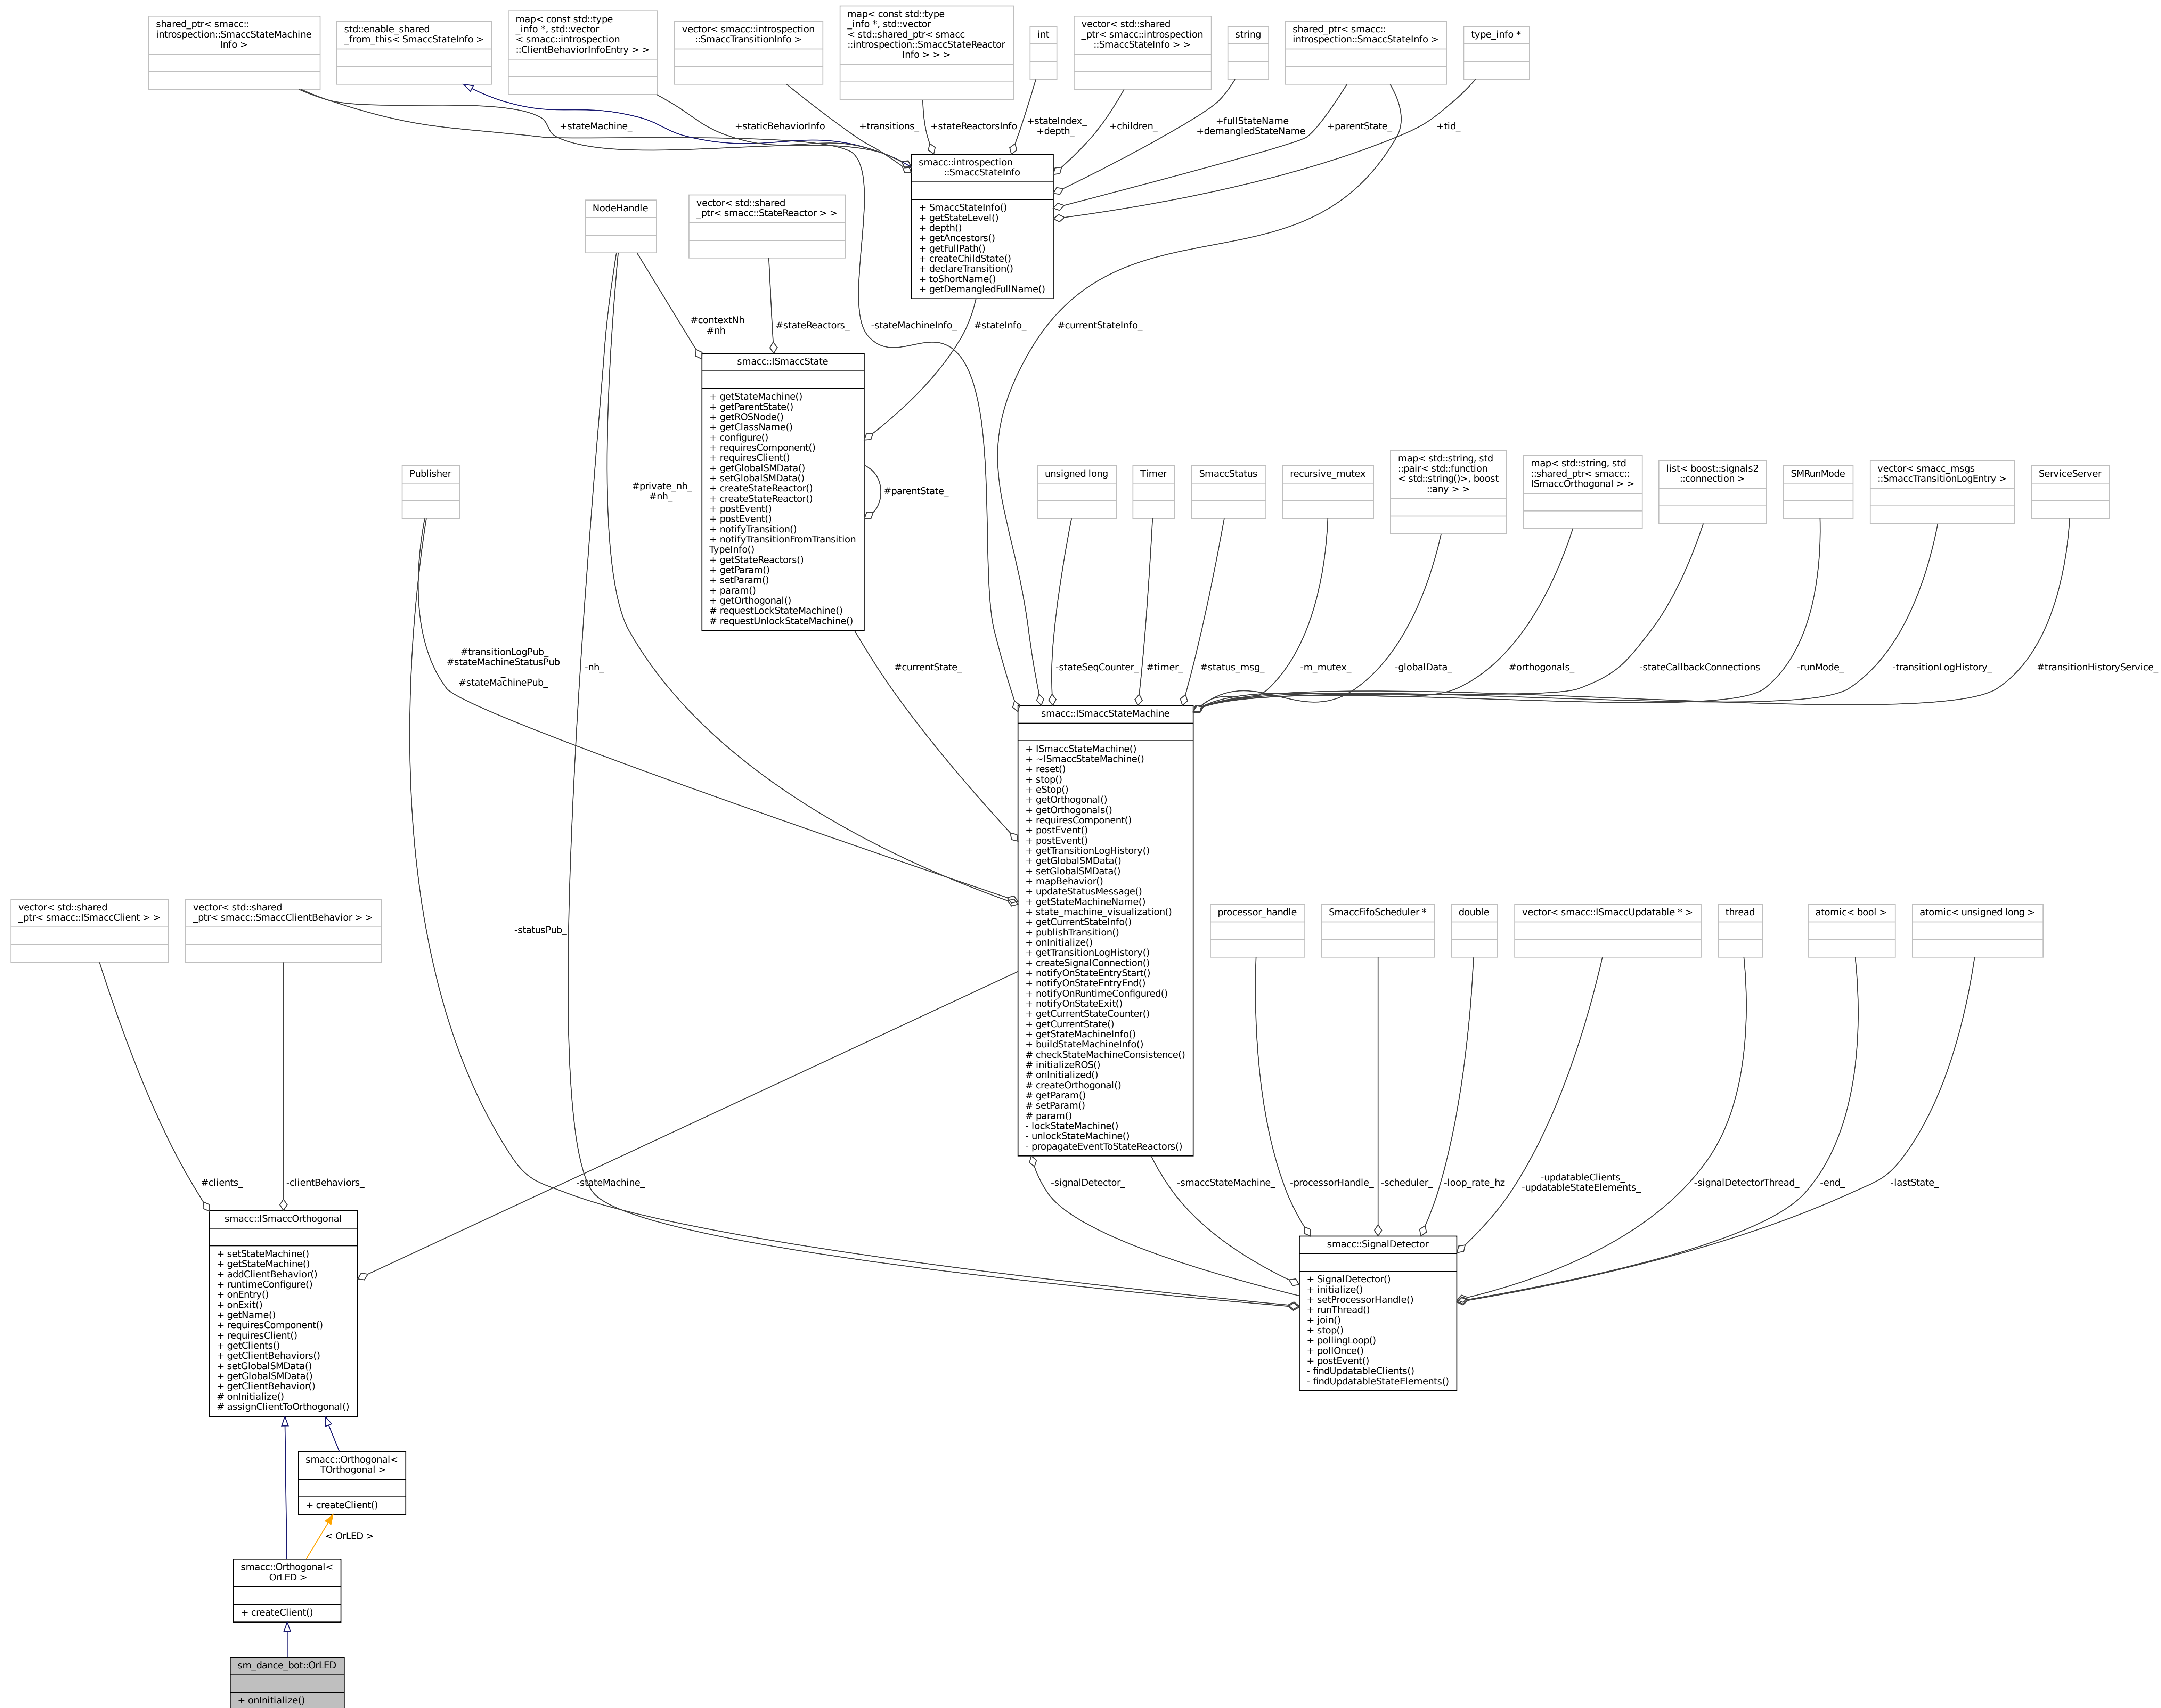 shared_ptr< smacc::
introspection::SmaccStateMachine
Info >
std::enable_shared
_from_this< SmaccStateInfo >
map< const std::type
_info *, std::vector
< smacc::introspection
::ClientBehaviorInfoEntry > >
vector< smacc::introspection
::SmaccTransitionInfo >
map< const std::type
_info *, std::vector
< std::shared_ptr< smacc
::introspection::SmaccStateReactor
Info > > >
int
vector< std::shared
_ptr< smacc::introspection
::SmaccStateInfo > >
string
shared_ptr< smacc::
introspection::SmaccStateInfo >
type_info *
+stateMachine_
+staticBehaviorInfo
+transitions_
+stateReactorsInfo
+stateIndex_
+depth_
+children_
+fullStateName
+demangledStateName
+parentState_
+tid_
smacc::introspection
::SmaccStateInfo
+ SmaccStateInfo()
+ getStateLevel()
+ depth()
+ getAncestors()
+ getFullPath()
+ createChildState()
+ declareTransition()
+ toShortName()
+ getDemangledFullName()
NodeHandle
vector< std::shared
_ptr< smacc::StateReactor > >
#contextNh
#nh
#stateReactors_
-stateMachineInfo_
#stateInfo_
#currentStateInfo_
smacc::ISmaccState
+ getStateMachine()
+ getParentState()
+ getROSNode()
+ getClassName()
+ configure()
+ requiresComponent()
+ requiresClient()
+ getGlobalSMData()
+ setGlobalSMData()
+ createStateReactor()
+ createStateReactor()
+ postEvent()
+ postEvent()
+ notifyTransition()
+ notifyTransitionFromTransition
TypeInfo()
+ getStateReactors()
+ getParam()
+ setParam()
+ param()
+ getOrthogonal()
# requestLockStateMachine()
# requestUnlockStateMachine()
#parentState_
Publisher
#private_nh_
#nh_
unsigned long
Timer
SmaccStatus
recursive_mutex
map< std::string, std
::pair< std::function
< std::string()>, boost
::any > >
map< std::string, std
::shared_ptr< smacc::
ISmaccOrthogonal > >
list< boost::signals2
::connection >
SMRunMode
vector< smacc_msgs
::SmaccTransitionLogEntry >
ServiceServer
#transitionLogPub_
#stateMachineStatusPub
_
#stateMachinePub_
-nh_
#currentState_
-stateSeqCounter_
#timer_
#status_msg_
-m_mutex_
-globalData_
#orthogonals_
-stateCallbackConnections
-runMode_
-transitionLogHistory_
#transitionHistoryService_
smacc::ISmaccStateMachine
+ ISmaccStateMachine()
+ ~ISmaccStateMachine()
+ reset()
+ stop()
+ eStop()
+ getOrthogonal()
+ getOrthogonals()
+ requiresComponent()
+ postEvent()
+ postEvent()
+ getTransitionLogHistory()
+ getGlobalSMData()
+ setGlobalSMData()
+ mapBehavior()
+ updateStatusMessage()
+ getStateMachineName()
+ state_machine_visualization()
+ getCurrentStateInfo()
+ publishTransition()
+ onInitialize()
+ getTransitionLogHistory()
+ createSignalConnection()
+ notifyOnStateEntryStart()
+ notifyOnStateEntryEnd()
+ notifyOnRuntimeConfigured()
+ notifyOnStateExit()
+ getCurrentStateCounter()
+ getCurrentState()
+ getStateMachineInfo()
+ buildStateMachineInfo()
# checkStateMachineConsistence()
# initializeROS()
# onInitialized()
# createOrthogonal()
# getParam()
# setParam()
# param()
- lockStateMachine()
- unlockStateMachine()
- propagateEventToStateReactors()
vector< std::shared
_ptr< smacc::ISmaccClient > >
vector< std::shared
_ptr< smacc::SmaccClientBehavior > >
-statusPub_
processor_handle
SmaccFifoScheduler *
double
vector< smacc::ISmaccUpdatable * >
thread
atomic< bool >
atomic< unsigned long >
#clients_
-clientBehaviors_
-stateMachine_
-signalDetector_
-smaccStateMachine_
-processorHandle_
-scheduler_
-loop_rate_hz
-updatableClients_
-updatableStateElements_
-signalDetectorThread_
-end_
-lastState_
smacc::ISmaccOrthogonal
+ setStateMachine()
+ getStateMachine()
+ addClientBehavior()
+ runtimeConfigure()
+ onEntry()
+ onExit()
+ getName()
+ requiresComponent()
+ requiresClient()
+ getClients()
+ getClientBehaviors()
+ setGlobalSMData()
+ getGlobalSMData()
+ getClientBehavior()
# onInitialize()
# assignClientToOrthogonal()
smacc::SignalDetector
+ SignalDetector()
+ initialize()
+ setProcessorHandle()
+ runThread()
+ join()
+ stop()
+ pollingLoop()
+ pollOnce()
+ postEvent()
- findUpdatableClients()
- findUpdatableStateElements()
smacc::Orthogonal<
TOrthogonal >
+ createClient()
< OrLED >
smacc::Orthogonal<
OrLED >
+ createClient()
sm_dance_bot::OrLED
+ onInitialize()